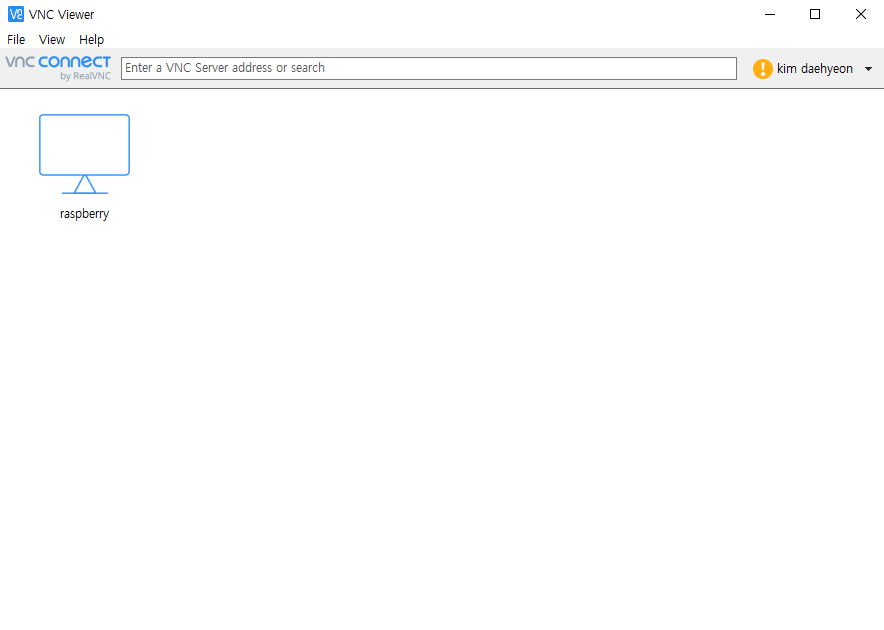 VNC Viewer
File View Help
vnc connect
by RealVNC
Enter a VNC Server address or search
kim daehyeon
raspberry